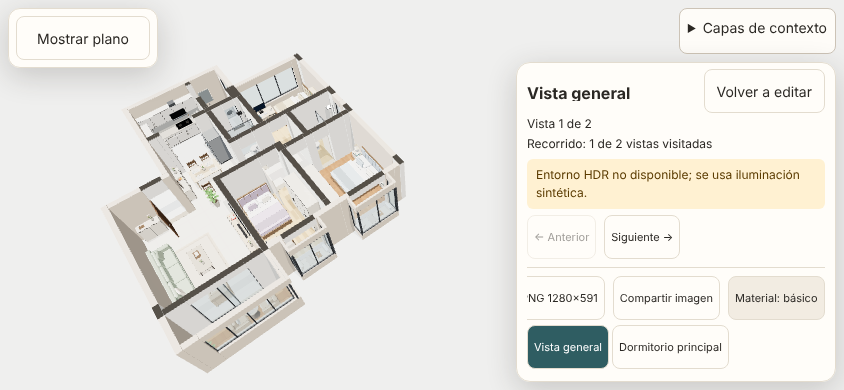 Mostrar plano
▶ Capas de contexto
Vista general
Volver a editar
Vista 1 de 2
Recorrido: 1 de 2 vistas visitadas
Entorno HDR no disponible; se usa iluminación
sintética.
← Anterior
Siguiente →
NG 1280×591
Compartir imagen
Material: básico
Vista general
Dormitorio principal